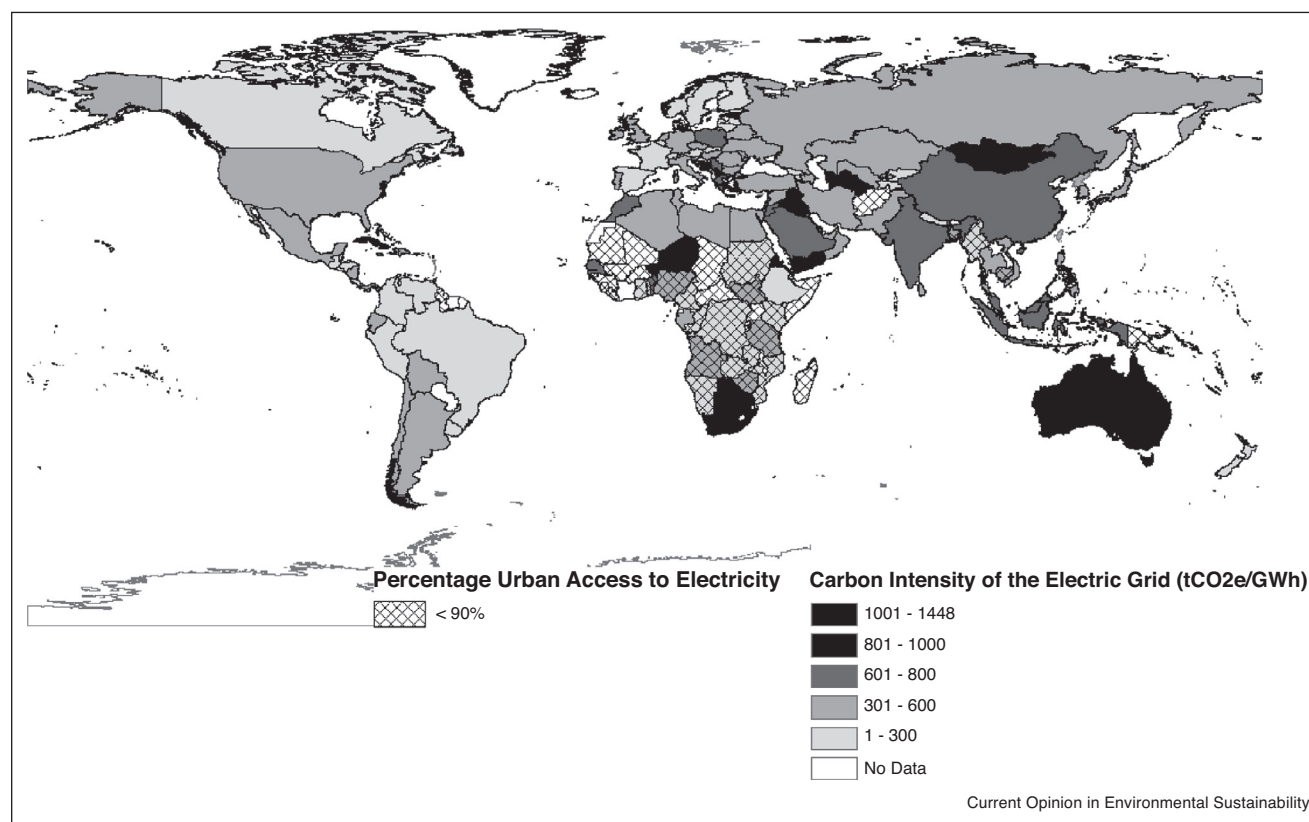 Percentage Urban Access to Electricity
< 90%
Carbon Intensity of the Electric Grid (tCO2e/GWh)
1001 - 1448
801 - 1000
601 - 800
301 - 600
1 - 300
No Data
Current Opinion in Environmental Sustainability